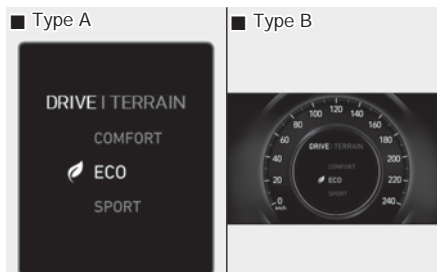 ■ Type A
DRIVE | TERRAIN
COMFORT
ECO
SPORT
■ Type B
0
20
40
60
80
100
120
140
160
180
200
220
240
km/h
DRIVE | TERRAIN
COMFORT
ECO
SPORT